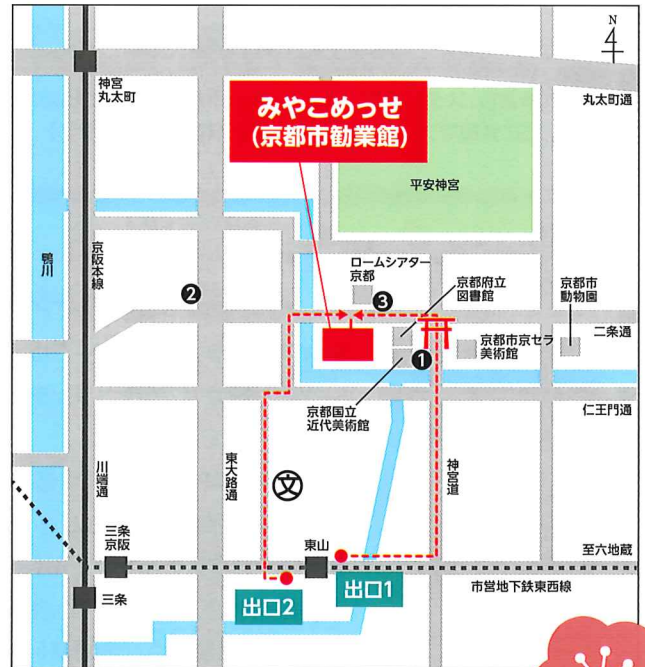 N
神宮
丸太町
丸太町通
みやこめっせ
(京都市勧業館)
平安神宮
鴨川
京阪本線
ロームシアター
京都
京都府立
図書館
京都市
動物園
❷
❸
二条通
京都市京セラ
美術館
❶
京都国立
近代美術館
仁王門通
川端通
東大路通
文
神宮道
三条
京阪
東山
至六地蔵
市営地下鉄東西線
三条
出口2
出口1